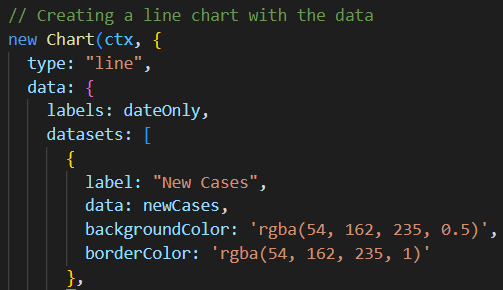 // Creating a line chart with the data
new Chart(ctx, {
  type: "line",
  data: {
    labels: dateOnly,
    datasets: [
      {
        label: "New Cases",
        data: newCases,
        backgroundColor: 'rgba(54, 162, 235, 0.5)',
        borderColor: 'rgba(54, 162, 235, 1)'
      },